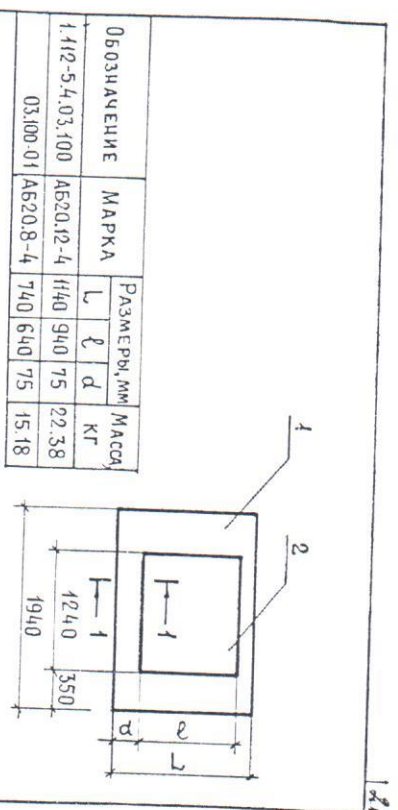 ОБОЗНАЧЕНИЕ МАРКА РАЗМЕРЫ, ММ МАССА, КГ
L ℓ d
1.112-5.4.03.100 АБ20.12-4 1140 940 75 22.38
03.100-01 АБ20.8-4 740 640 75 15.18
1
2
1 1
1240 350
1940
d ℓ
L